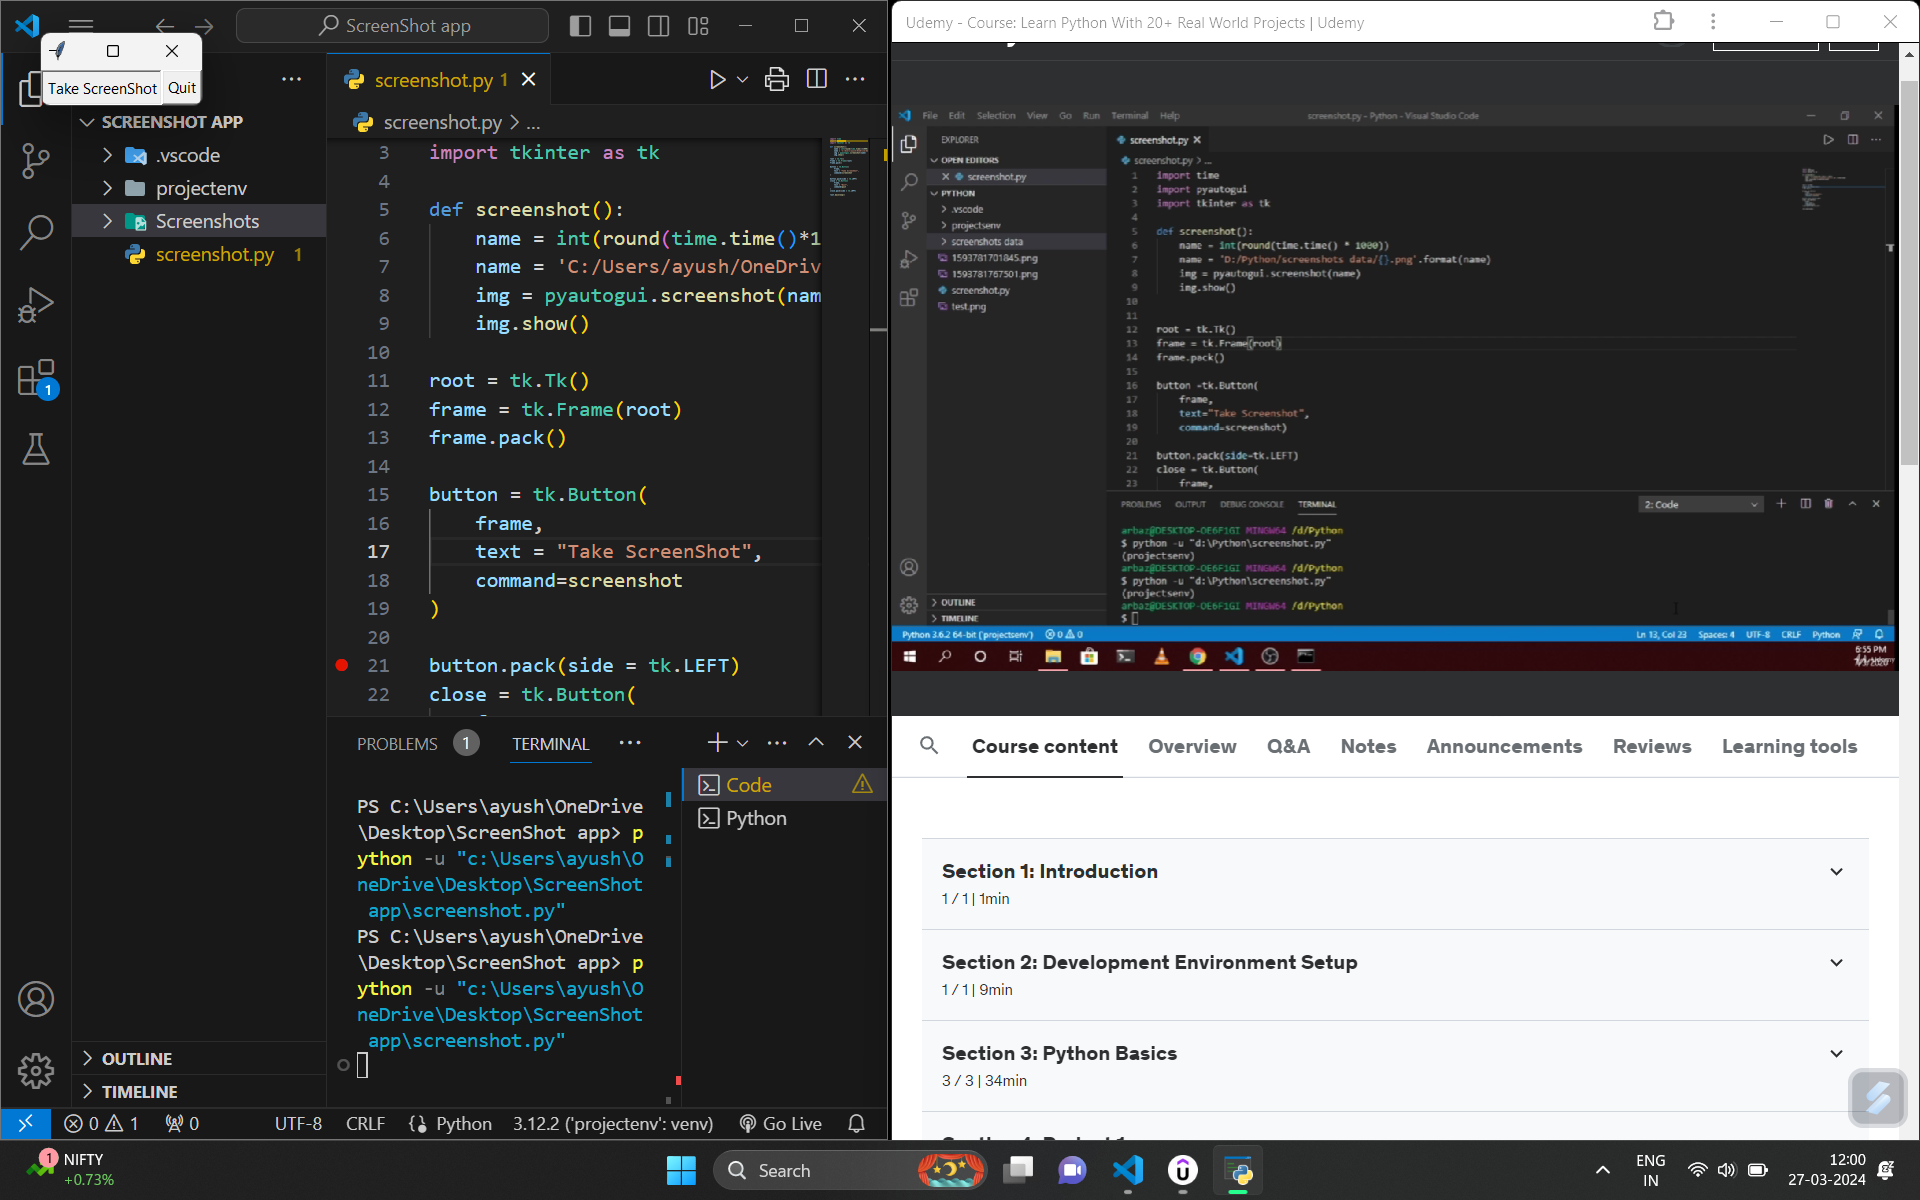 ScreenShot app
Take ScreenShot Quit
SCREENSHOT APP
.vscode
projectenv
Screenshots
screenshot.py 1
OUTLINE
TIMELINE
screenshot.py 1
screenshot.py > ...
3 import tkinter as tk
4
5 def screenshot():
6 name = int(round(time.time()*1
7 name = 'C:/Users/ayush/OneDriv
8 img = pyautogui.screenshot(nam
9 img.show()
10
11 root = tk.Tk()
12 frame = tk.Frame(root)
13 frame.pack()
14
15 button = tk.Button(
16 frame,
17 text = "Take ScreenShot",
18 command=screenshot
19 )
20
21 button.pack(side = tk.LEFT)
22 close = tk.Button(
PROBLEMS 1 TERMINAL
Code
Python
PS C:\Users\ayush\OneDrive
\Desktop\ScreenShot app> p
ython -u "c:\Users\ayush\O
neDrive\Desktop\ScreenShot
app\screenshot.py"
PS C:\Users\ayush\OneDrive
\Desktop\ScreenShot app> p
ython -u "c:\Users\ayush\O
neDrive\Desktop\ScreenShot
app\screenshot.py"
1
0 1 0 UTF-8 CRLF Python 3.12.2 ('projectenv': venv) Go Live
Udemy - Course: Learn Python With 20+ Real World Projects | Udemy
File Edit Selection View Go Run Terminal Help screenshot.py - Python - Visual Studio Code
EXPLORER
OPEN EDITORS
screenshot.py
PYTHON
.vscode
projectsenv
screenshots data
1593781701845.png
1593781767501.png
screenshot.py
test.png
OUTLINE
TIMELINE
screenshot.py
screenshot.py > ...
1 import time
2 import pyautogui
3 import tkinter as tk
4
5 def screenshot():
6 name = int(round(time.time() * 1000))
7 name = 'D:/Python/screenshots data/{}.png'.format(name)
8 img = pyautogui.screenshot(name)
9 img.show()
10
11
12 root = tk.Tk()
13 frame = tk.Frame(root)
14 frame.pack()
15
16 button =tk.Button(
17 frame,
18 text="Take Screenshot",
19 command=screenshot)
20
21 button.pack(side=tk.LEFT)
22 close = tk.Button(
23 frame,
PROBLEMS OUTPUT DEBUG CONSOLE TERMINAL 2: Code
arbaz@DESKTOP-OE6F1GI MINGW64 /d/Python
$ python -u "d:\Python\screenshot.py"
(projectsenv)
arbaz@DESKTOP-OE6F1GI MINGW64 /d/Python
$ python -u "d:\Python\screenshot.py"
(projectsenv)
arbaz@DESKTOP-OE6F1GI MINGW64 /d/Python
$
Python 3.6.2 64-bit ('projectsenv') 0 0 Ln 13, Col 23 Spaces: 4 UTF-8 CRLF Python
6:55 PM
Course content Overview Q&A Notes Announcements Reviews Learning tools
Section 1: Introduction
1 / 1 | 1min
Section 2: Development Environment Setup
1 / 1 | 9min
Section 3: Python Basics
3 / 3 | 34min
1 NIFTY
+0.73%
Search
ENG
IN
12:00
27-03-2024